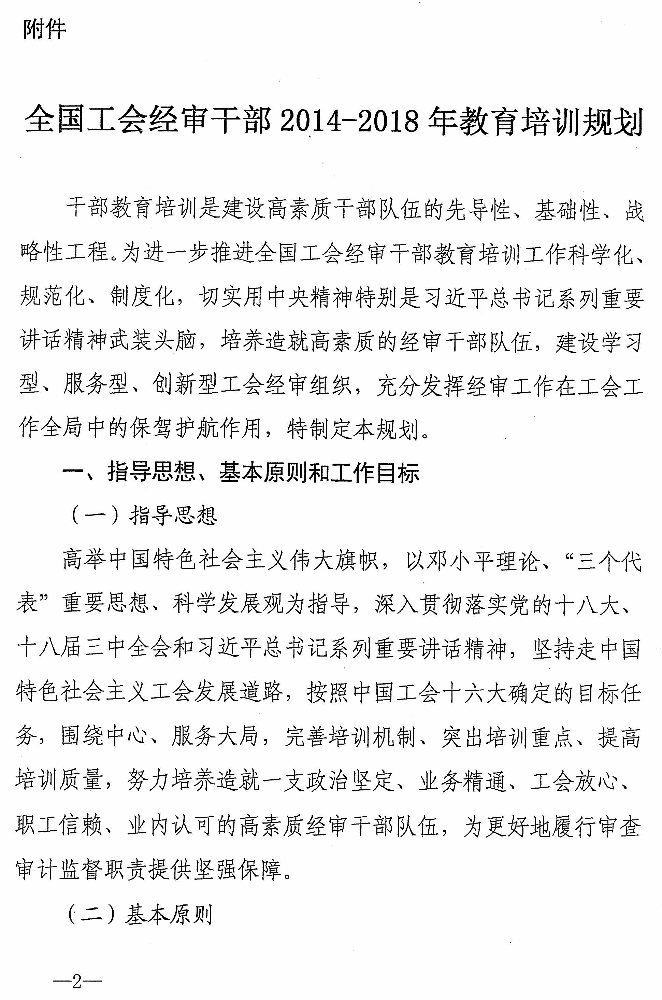 附件
全国工会经审干部 2014-2018 年教育培训规划
干部教育培训是建设高素质干部队伍的先导性、基础性、战
略性工程。为进一步推进全国工会经审干部教育培训工作科学化、
规范化、制度化，切实用中央精神特别是习近平总书记系列重要
讲话精神武装头脑，培养造就高素质的经审干部队伍，建设学习
型、服务型、创新型工会经审组织，充分发挥经审工作在工会工
作全局中的保驾护航作用，特制定本规划。
一、指导思想、基本原则和工作目标
（一）指导思想
高举中国特色社会主义伟大旗帜，以邓小平理论、“三个代
表”重要思想、科学发展观为指导，深入贯彻落实党的十八大、
十八届三中全会和习近平总书记系列重要讲话精神，坚持走中国
特色社会主义工会发展道路，按照中国工会十六大确定的目标任
务，围绕中心、服务大局，完善培训机制、突出培训重点、提高
培训质量，努力培养造就一支政治坚定、业务精通、工会放心、
职工信赖、业内认可的高素质经审干部队伍，为更好地履行审查
审计监督职责提供坚强保障。
（二）基本原则
—2—